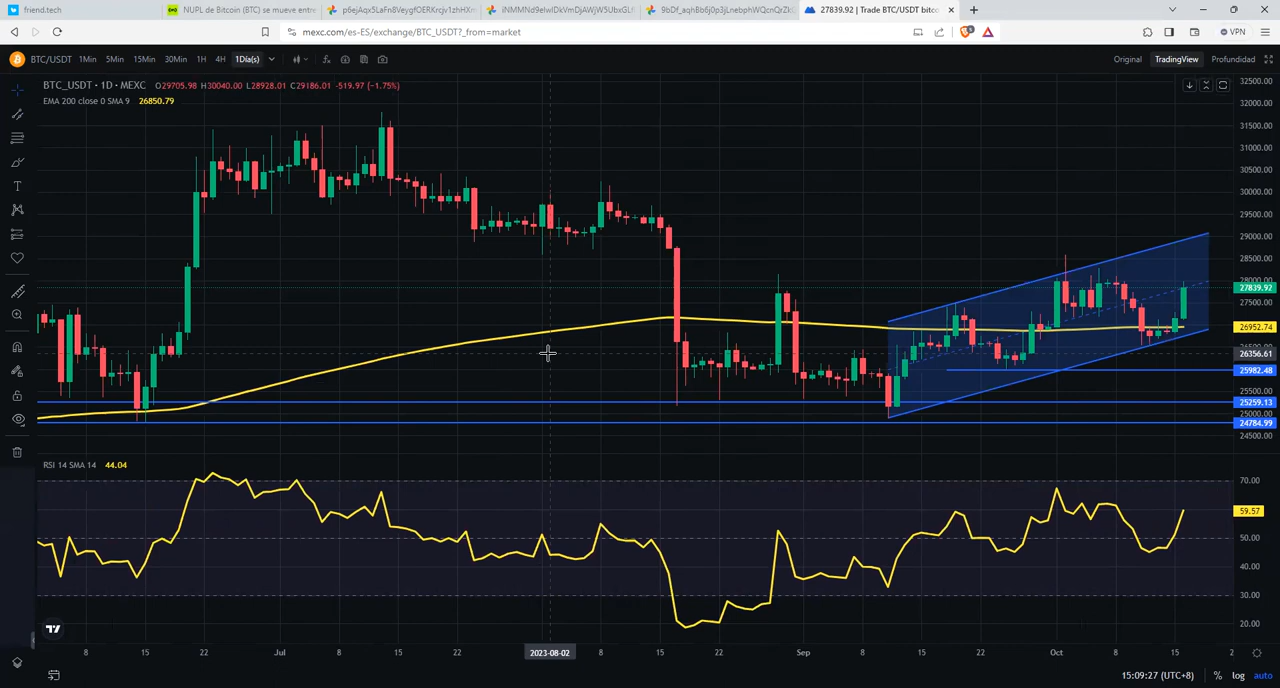 friend.tech
NUPL de Bitcoin (BTC) se mueve entre
p6ejAqx5LaFn8VeygfOERKrcjv1zhHXn
iNMMNd9eIwIDkVmDjAWjW5UbxGLf
9bDf_aqhBb6j0p3jLnebphWQcnQrZkX
27839.92 | Trade BTC/USDT bitco
mexc.com/es-ES/exchange/BTC_USDT?_from=market
VPN
BTC/USDT 1Min 5Min 15Min 30Min 1H 4H 1Día(s)
Original TradingView Profundidad
BTC_USDT · 1D · MEXC O29705.98 H30040.00 L28928.01 C29186.01 -519.97 (-1.75%)
EMA 200 close 0 SMA 9 26850.79
32500.00
32000.00
31500.00
31000.00
30500.00
30000.00
29500.00
29000.00
28500.00
28000.00
27839.92
27500.00
26952.74
26356.61
25982.48
25500.00
25259.13
25000.00
24784.99
24500.00
RSI 14 SMA 14 44.04
70.00
59.57
50.00
40.00
30.00
20.00
8 15 22 Jul 8 15 22 2023-08-02 8 15 22 Sep 8 15 22 Oct 8 15 2
15:09:27 (UTC+8) % log auto